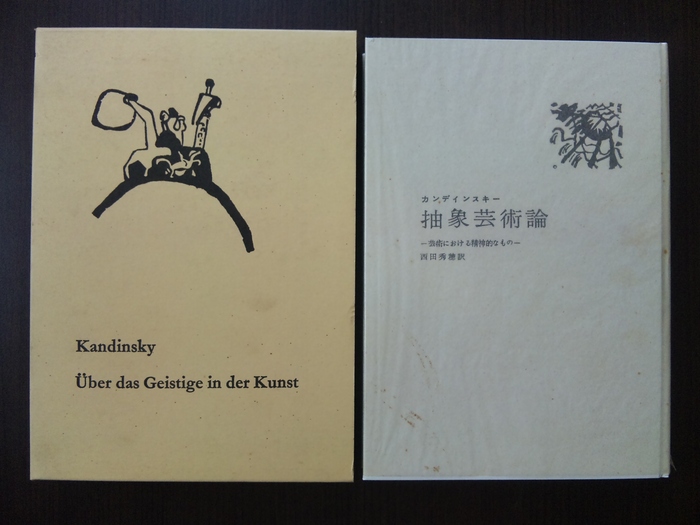 Kandinsky
Über das Geistige in der Kunst
カンディンスキー
抽象芸術論
―芸術における精神的なもの―
西田秀穂訳